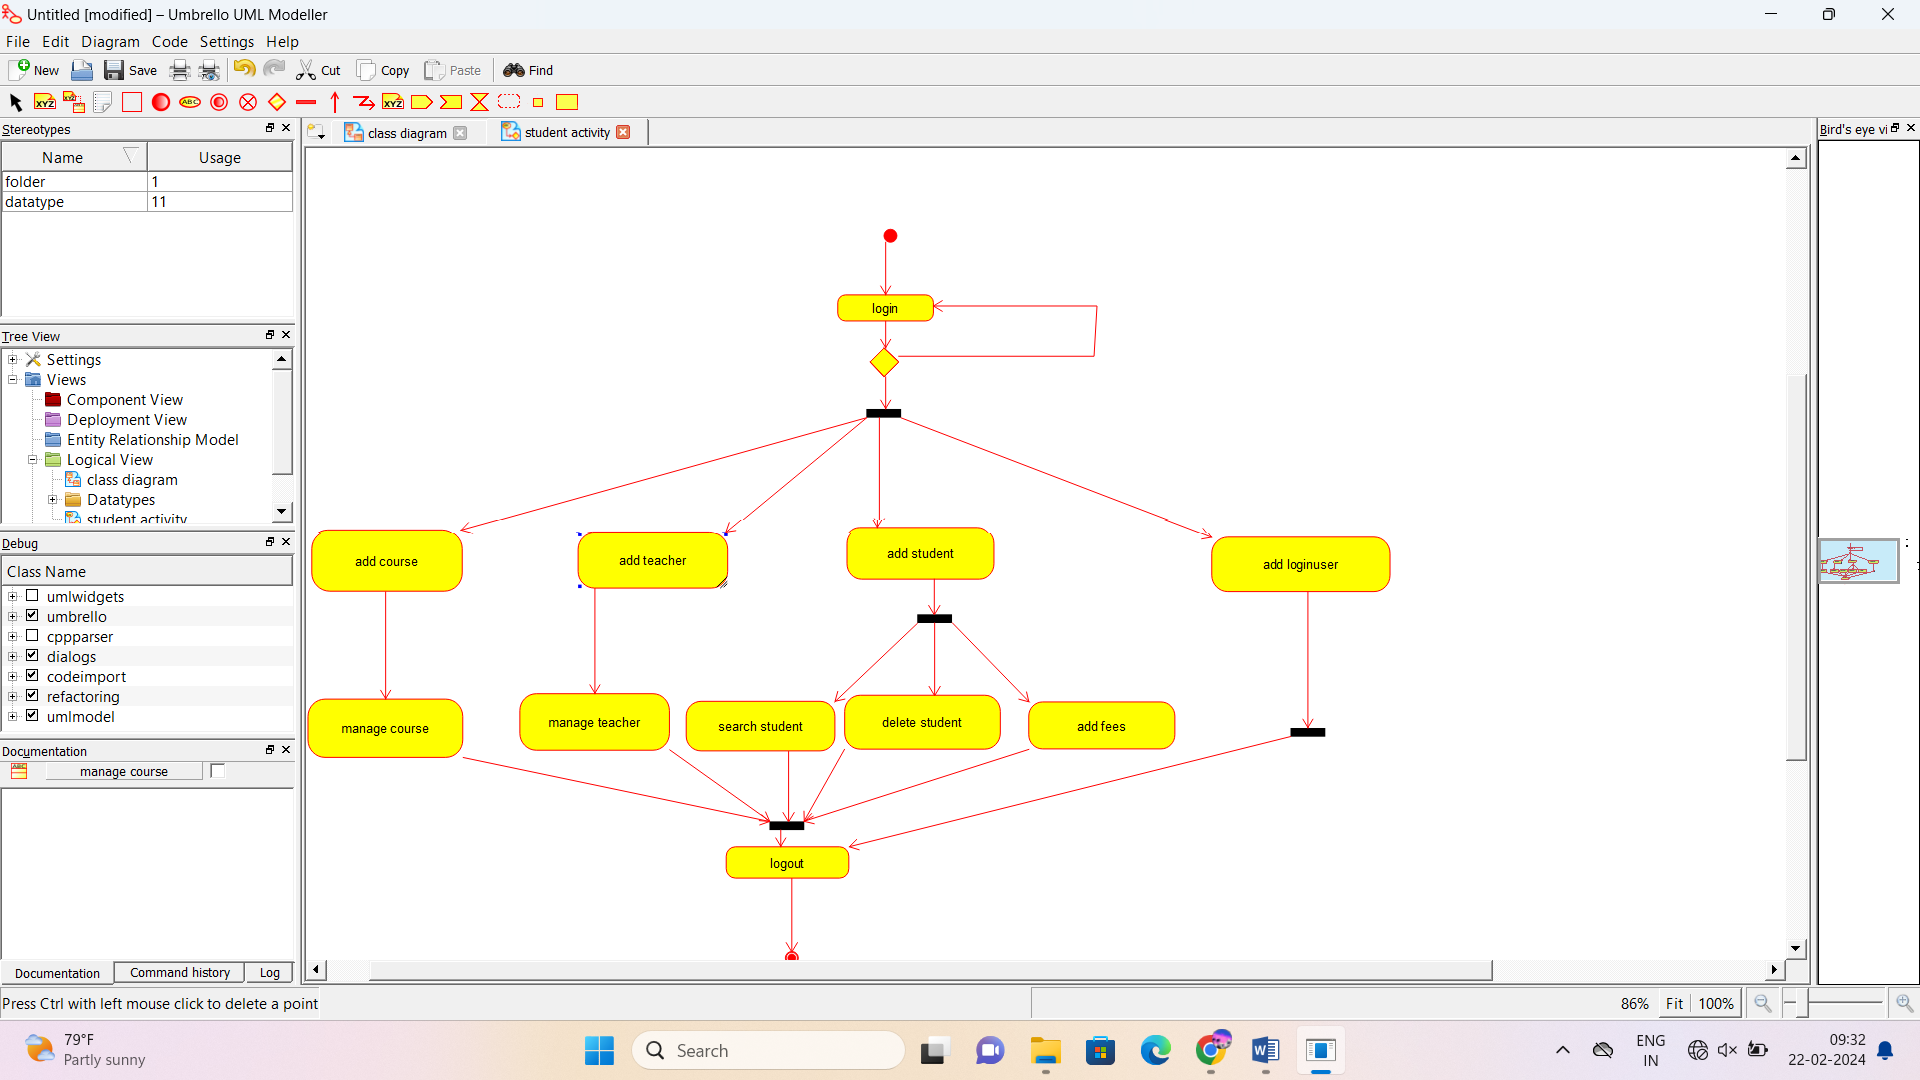 Untitled [modified] – Umbrello UML Modeller
File Edit Diagram Code Settings Help
New Save Cut Copy Paste Find
XYZ XYZ ABC XYZ
Stereotypes
Name Usage
folder 1
datatype 11
Tree View
Settings
Views
Component View
Deployment View
Entity Relationship Model
Logical View
class diagram
Datatypes
student activity
Debug
Class Name
umlwidgets
umbrello
cppparser
dialogs
codeimport
refactoring
umlmodel
Documentation
manage course
Documentation Command history Log
Press Ctrl with left mouse click to delete a point
class diagram student activity
login
add course
add teacher
add student
add loginuser
manage course
manage teacher
search student
delete student
add fees
logout
Bird's eye vi
86% Fit 100%
79°F
Partly sunny
Search
ENG
IN
09:32
22-02-2024